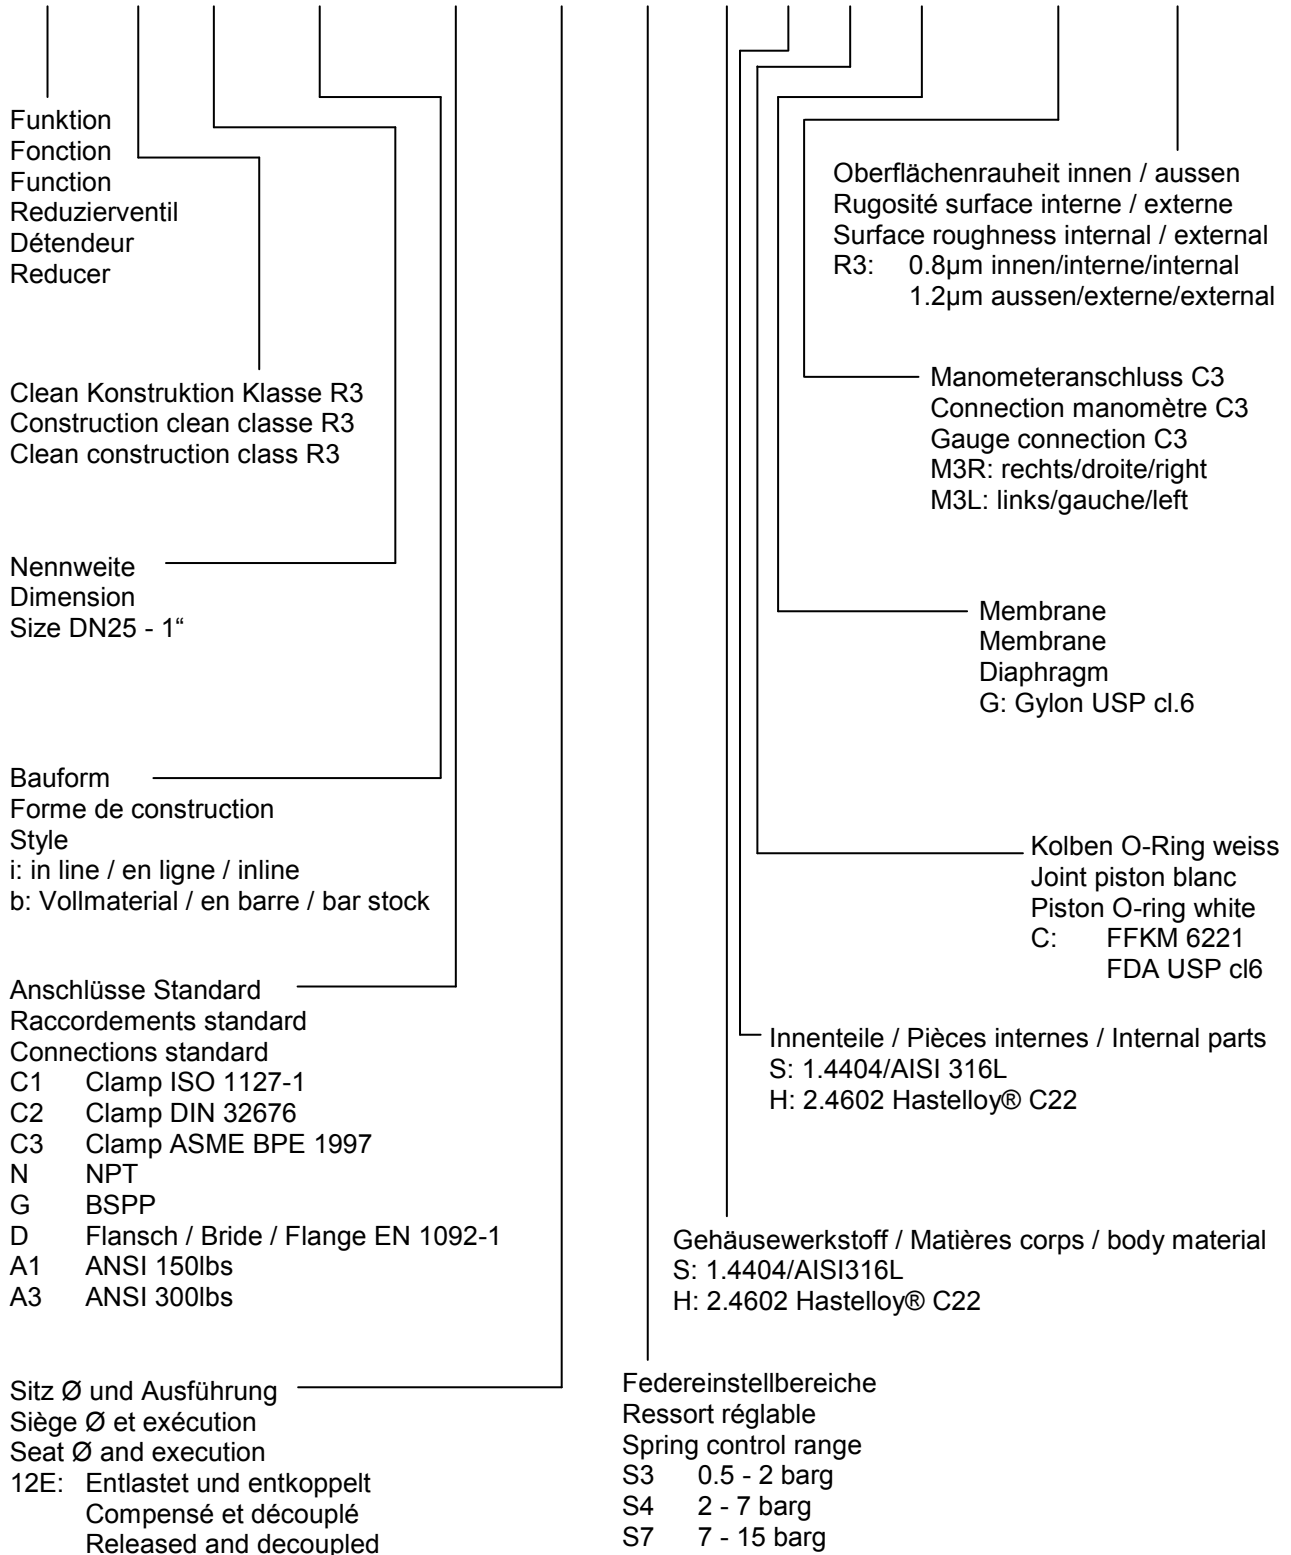 Funktion
Fonction
Function
Reduzierventil
Détendeur
Reducer
Clean Konstruktion Klasse R3
Construction clean classe R3
Clean construction class R3
Nennweite
Dimension
Size DN25 - 1“
Bauform
Forme de construction
Style
i: in line / en ligne / inline
b: Vollmaterial / en barre / bar stock
Anschlüsse Standard
Raccordements standard
Connections standard
C1 Clamp ISO 1127-1
C2 Clamp DIN 32676
C3 Clamp ASME BPE 1997
N NPT
G BSPP
D Flansch / Bride / Flange EN 1092-1
A1 ANSI 150lbs
A3 ANSI 300lbs
Sitz Ø und Ausführung
Siège Ø et exécution
Seat Ø and execution
12E: Entlastet und entkoppelt
Compensé et découplé
Released and decoupled
Oberflächenrauheit innen / aussen
Rugosité surface interne / externe
Surface roughness internal / external
R3: 0.8µm innen/interne/internal
1.2µm aussen/externe/external
Manometeranschluss C3
Connection manomètre C3
Gauge connection C3
M3R: rechts/droite/right
M3L: links/gauche/left
Membrane
Membrane
Diaphragm
G: Gylon USP cl.6
Kolben O-Ring weiss
Joint piston blanc
Piston O-ring white
C: FFKM 6221
FDA USP cl6
Innenteile / Pièces internes / Internal parts
S: 1.4404/AISI 316L
H: 2.4602 Hastelloy® C22
Gehäusewerkstoff / Matières corps / body material
S: 1.4404/AISI316L
H: 2.4602 Hastelloy® C22
Federeinstellbereiche
Ressort réglable
Spring control range
S3 0.5 - 2 barg
S4 2 - 7 barg
S7 7 - 15 barg